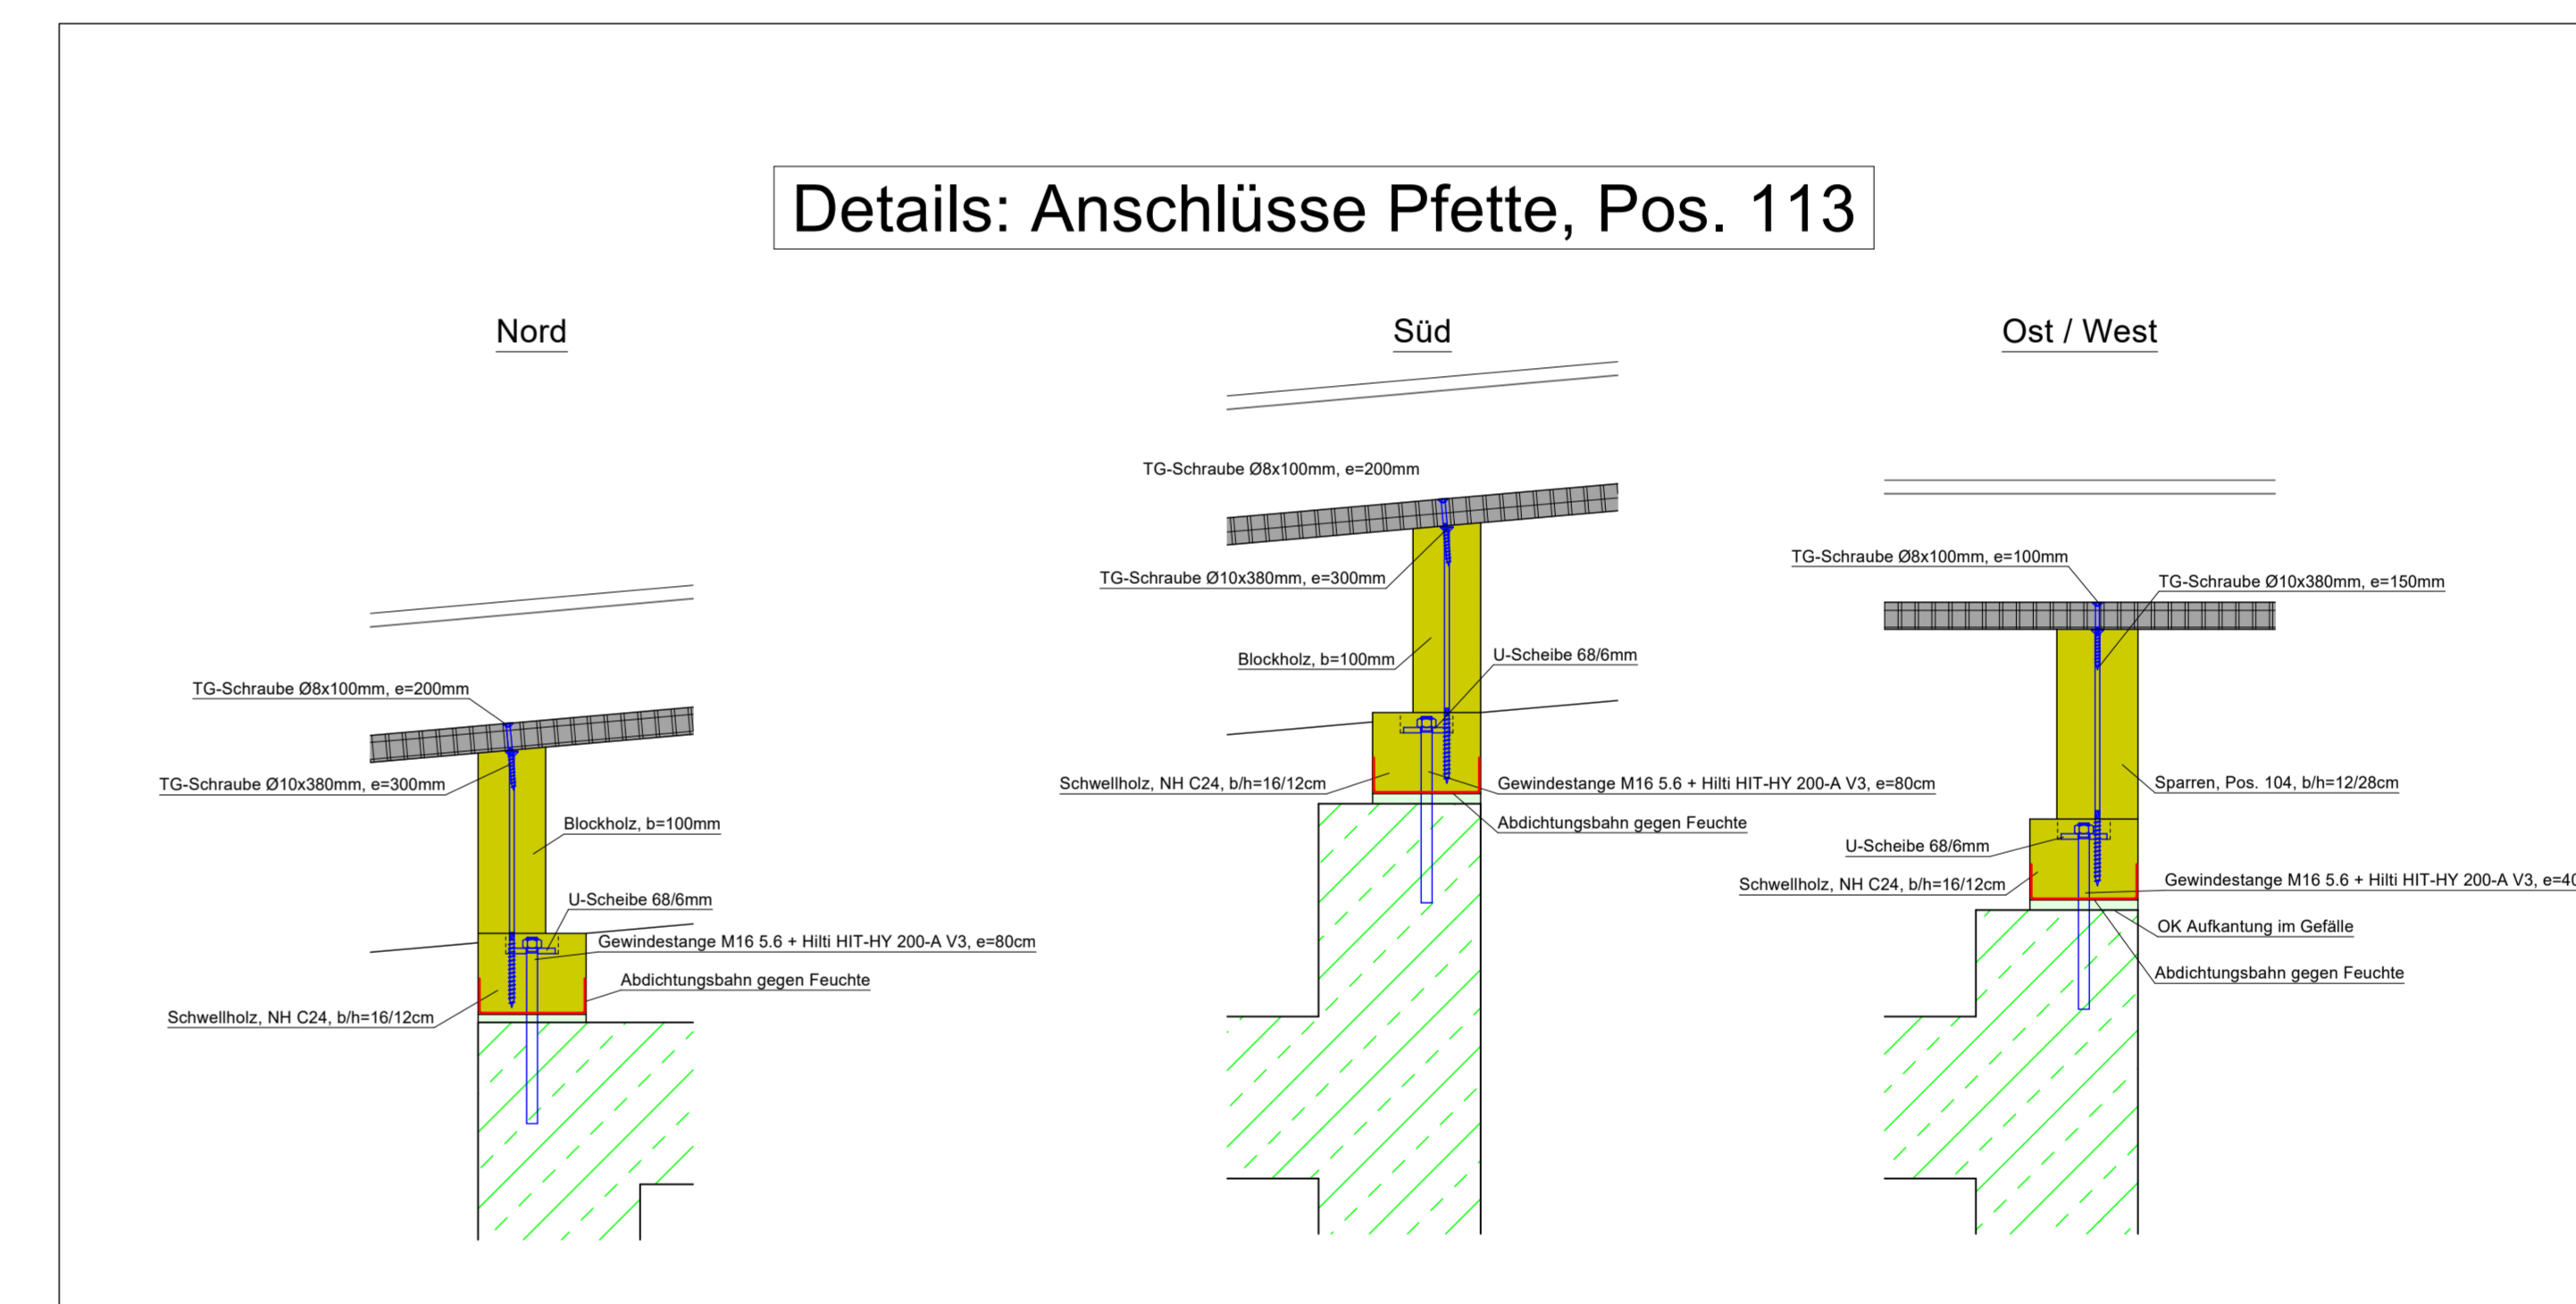 Details: Anschlüsse Pfette, Pos. 113
Nord
TG-Schraube Ø8x100mm, e=200mm
TG-Schraube Ø10x380mm, e=300mm
Blockholz, b=100mm
U-Scheibe 68/6mm
Gewindestange M16 5.6 + Hilti HIT-HY 200-A V3, e=80cm
Abdichtungsbahn gegen Feuchte
Schwellholz, NH C24, b/h=16/12cm
Süd
TG-Schraube Ø8x100mm, e=200mm
TG-Schraube Ø10x380mm, e=300mm
Blockholz, b=100mm
U-Scheibe 68/6mm
Schwellholz, NH C24, b/h=16/12cm
Gewindestange M16 5.6 + Hilti HIT-HY 200-A V3, e=80cm
Abdichtungsbahn gegen Feuchte
Ost / West
TG-Schraube Ø8x100mm, e=100mm
TG-Schraube Ø10x380mm, e=150mm
Sparren, Pos. 104, b/h=12/28cm
U-Scheibe 68/6mm
Schwellholz, NH C24, b/h=16/12cm
Gewindestange M16 5.6 + Hilti HIT-HY 200-A V3,
OK Aufkantung im Gefälle
Abdichtungsbahn gegen Feuchte